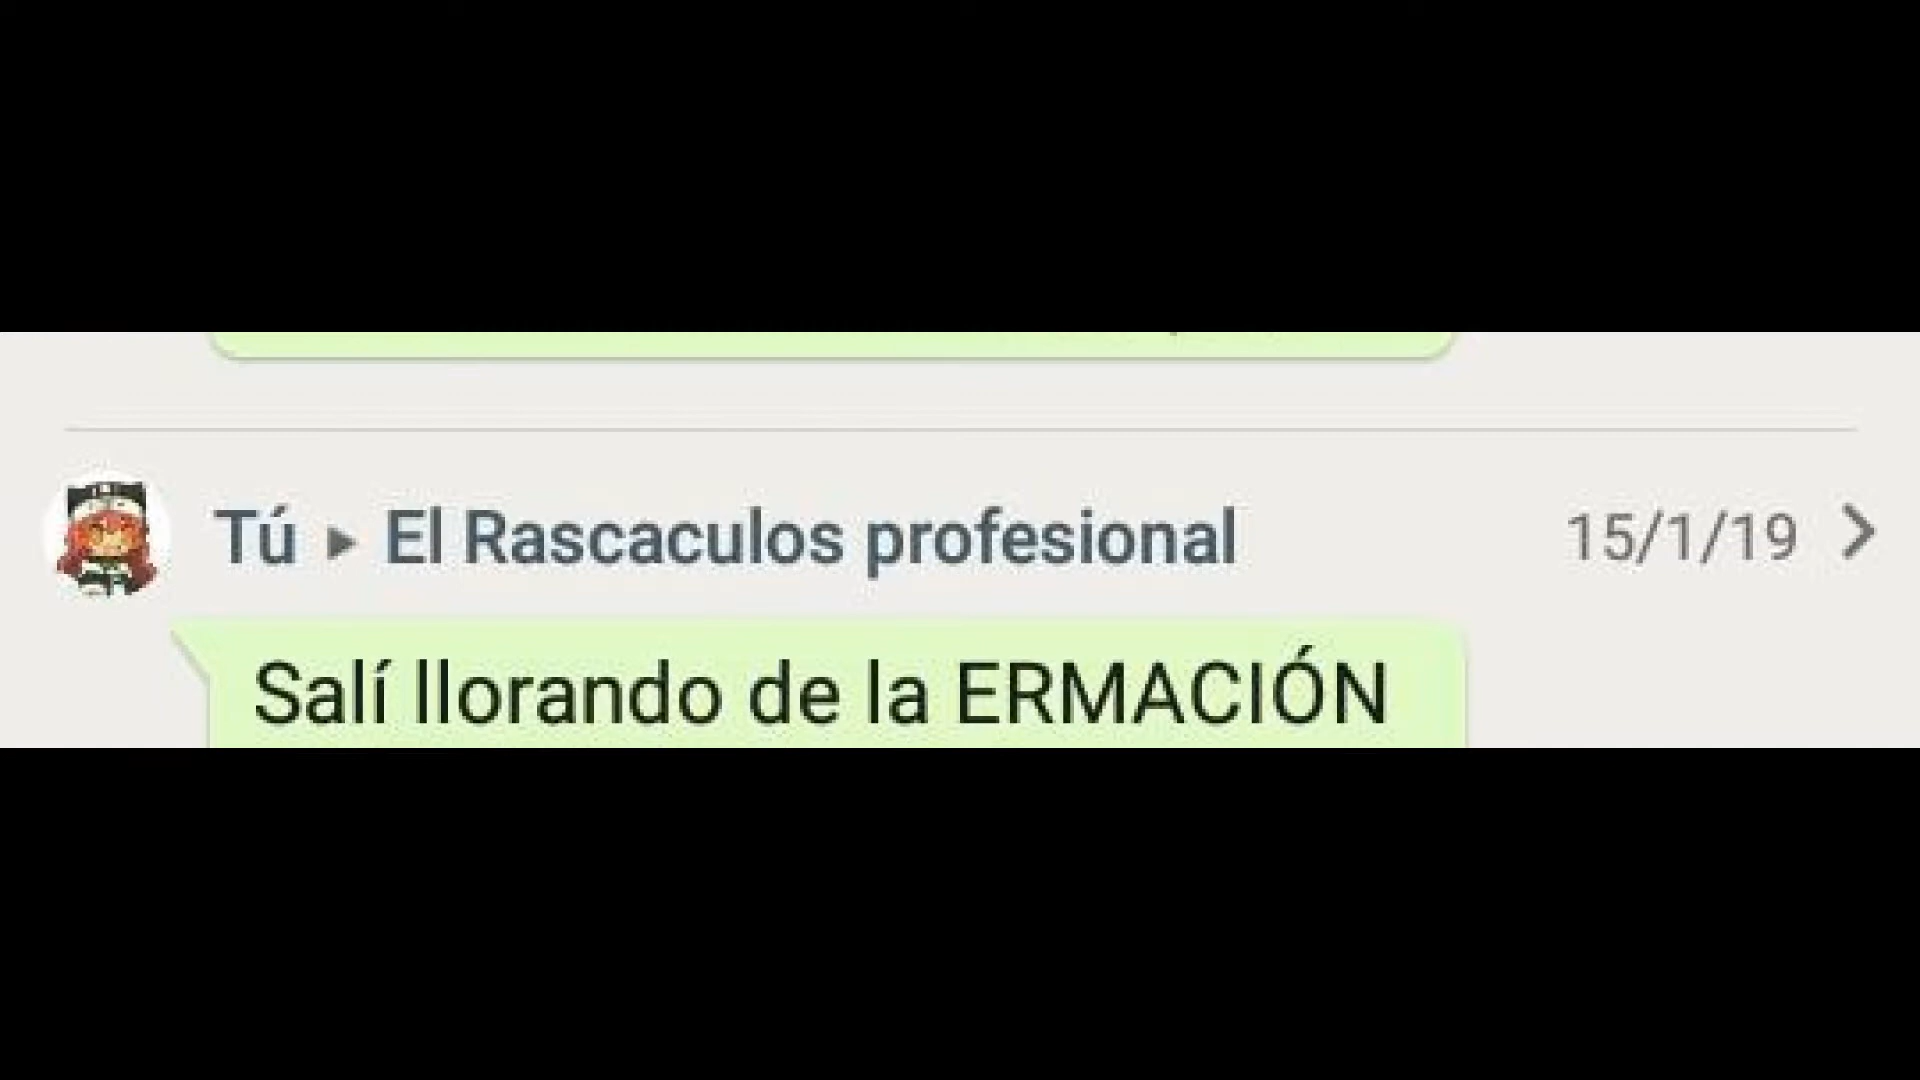 Tú ▸ El Rascaculos profesional 15/1/19
Salí llorando de la ERMACIÓN